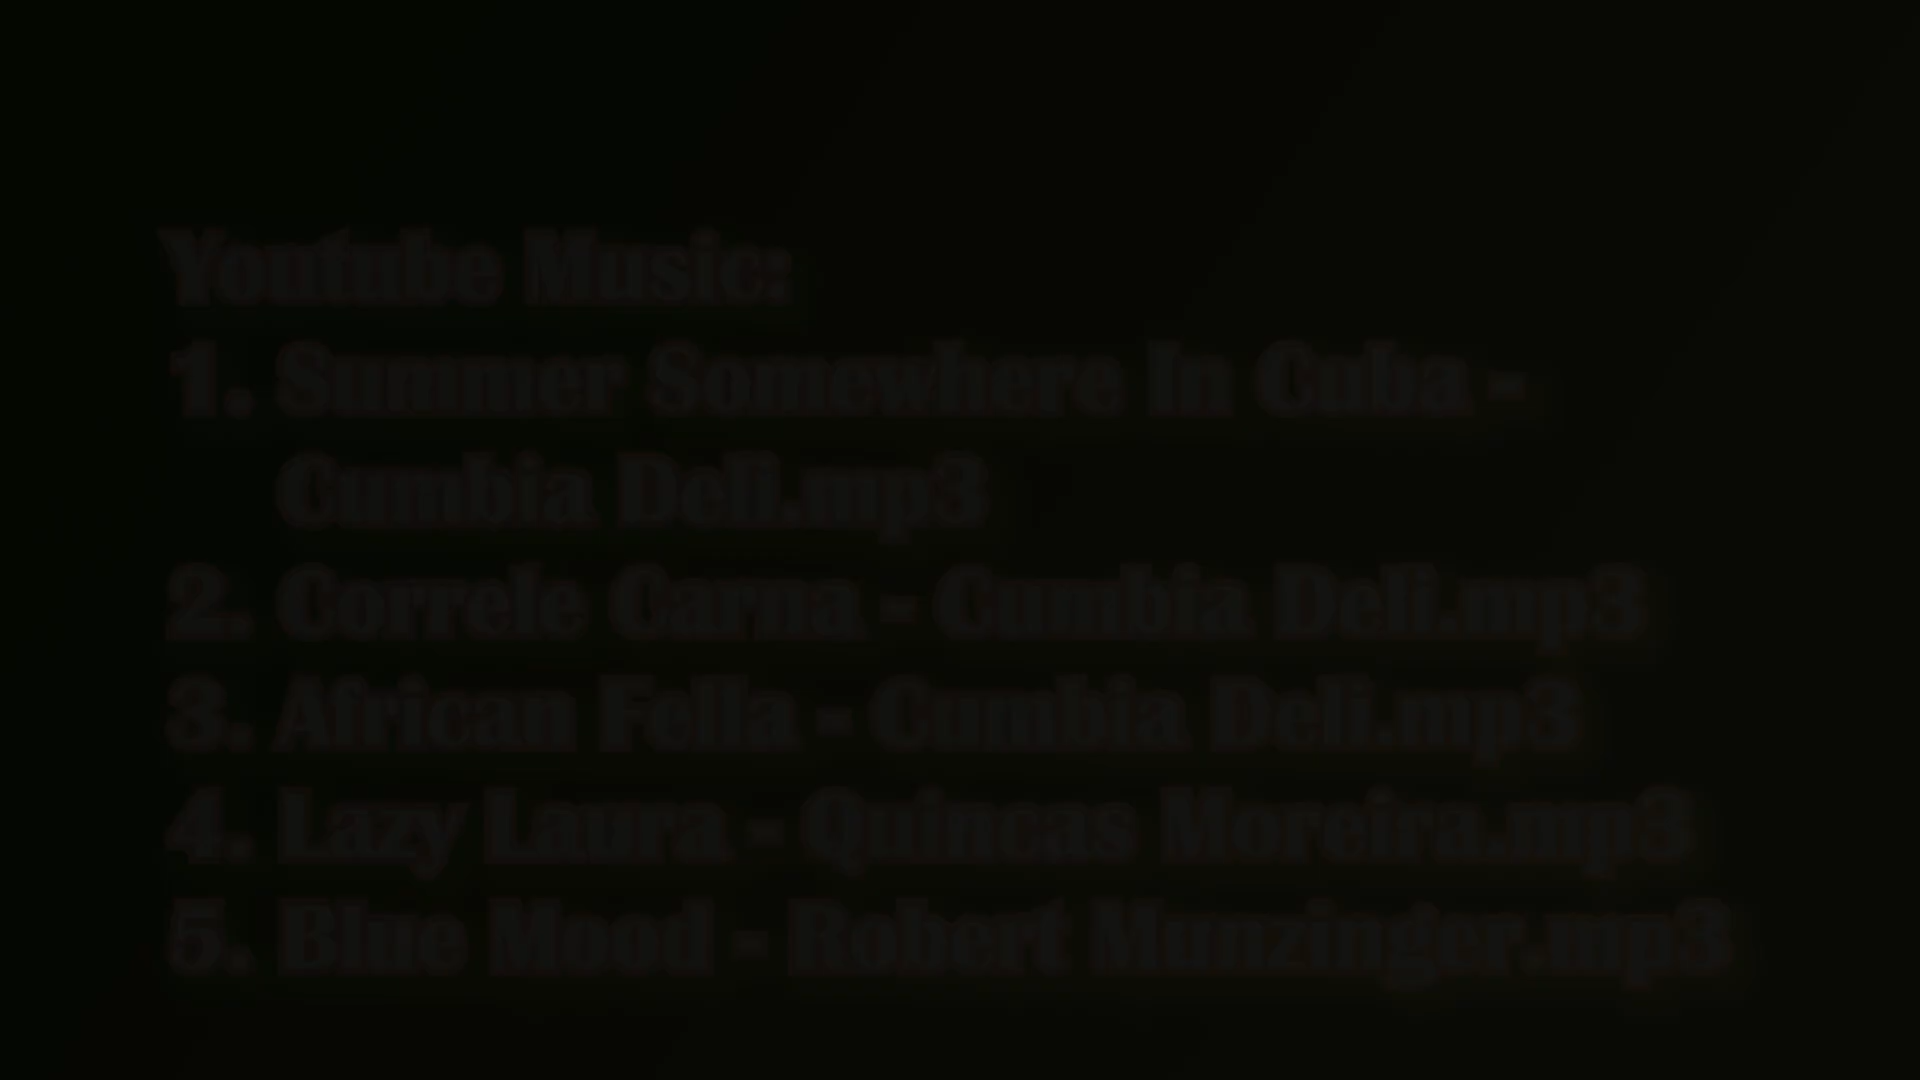 Youtube Music:
1. Summer Somewhere In Cuba -
Cumbia Deli.mp3
2. Correle Carna - Cumbia Deli.mp3
3. African Fella - Cumbia Deli.mp3
4. Lazy Laura - Quincas Moreira.mp3
5. Blue Mood - Robert Munzinger.mp3